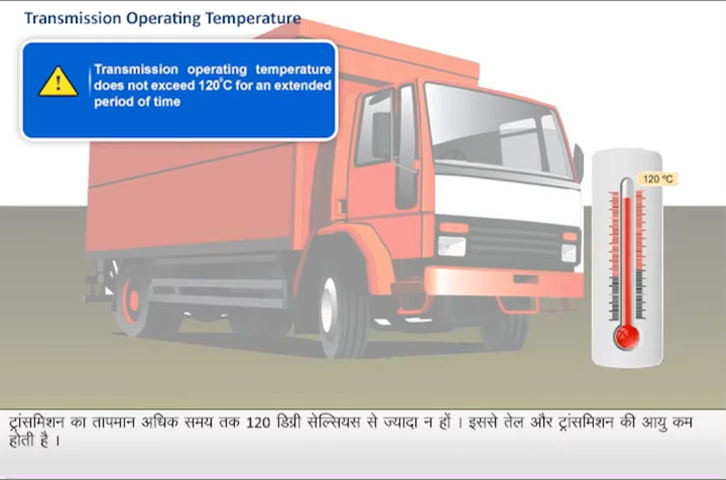 Transmission Operating Temperature
Transmission operating temperature
does not exceed 120°C for an extended
period of time
120 ºC
ट्रांसमिशन का तापमान अधिक समय तक 120 डिग्री सेल्सियस से ज्यादा न हों । इससे तेल और ट्रांसमिशन की आयु कम
होती है ।